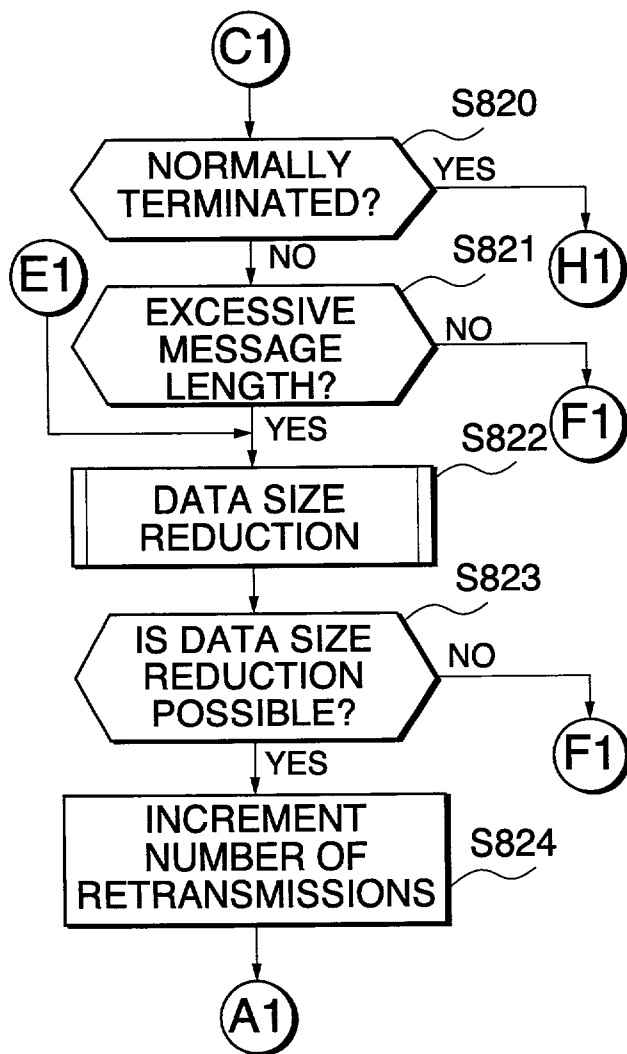 C1
S820
NORMALLY
TERMINATED?
YES
H1
NO
E1
S821
EXCESSIVE
MESSAGE
LENGTH?
NO
F1
YES
S822
DATA SIZE
REDUCTION
S823
IS DATA SIZE
REDUCTION
POSSIBLE?
NO
F1
YES
INCREMENT
NUMBER OF
RETRANSMISSIONS
S824
A1